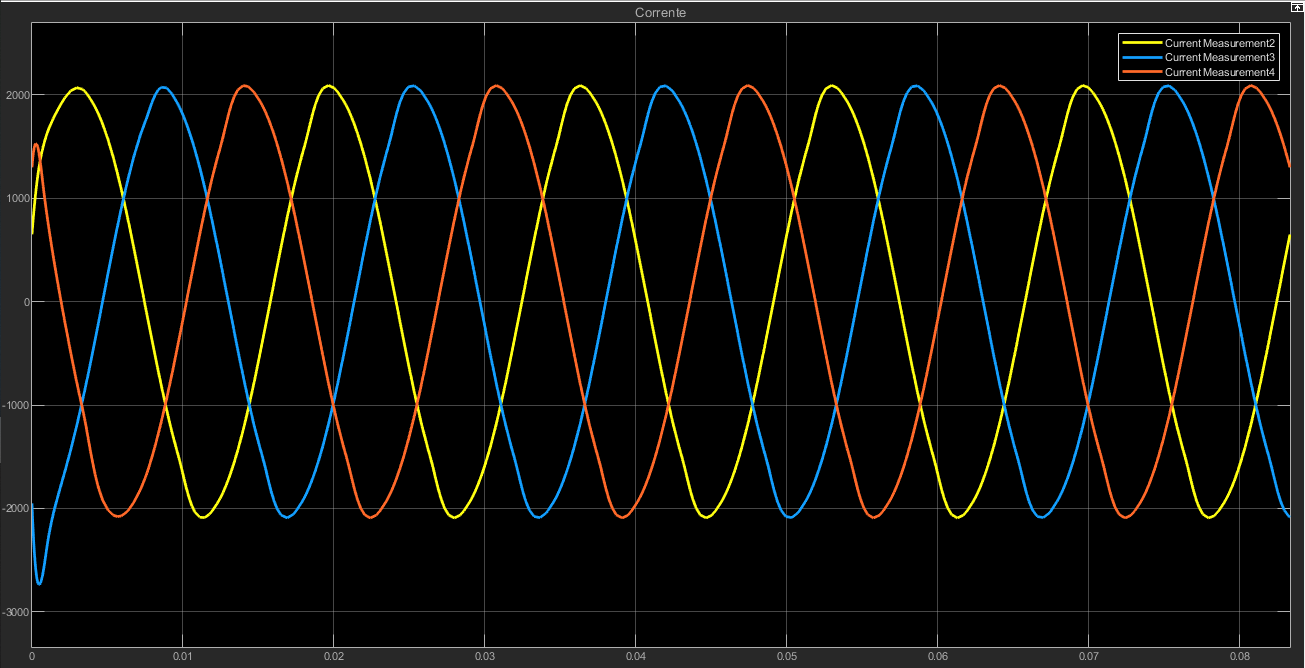 Corrente
Current Measurement2
Current Measurement3
Current Measurement4
2000
1000
0
-1000
-2000
-3000
0 0.01 0.02 0.03 0.04 0.05 0.06 0.07 0.08